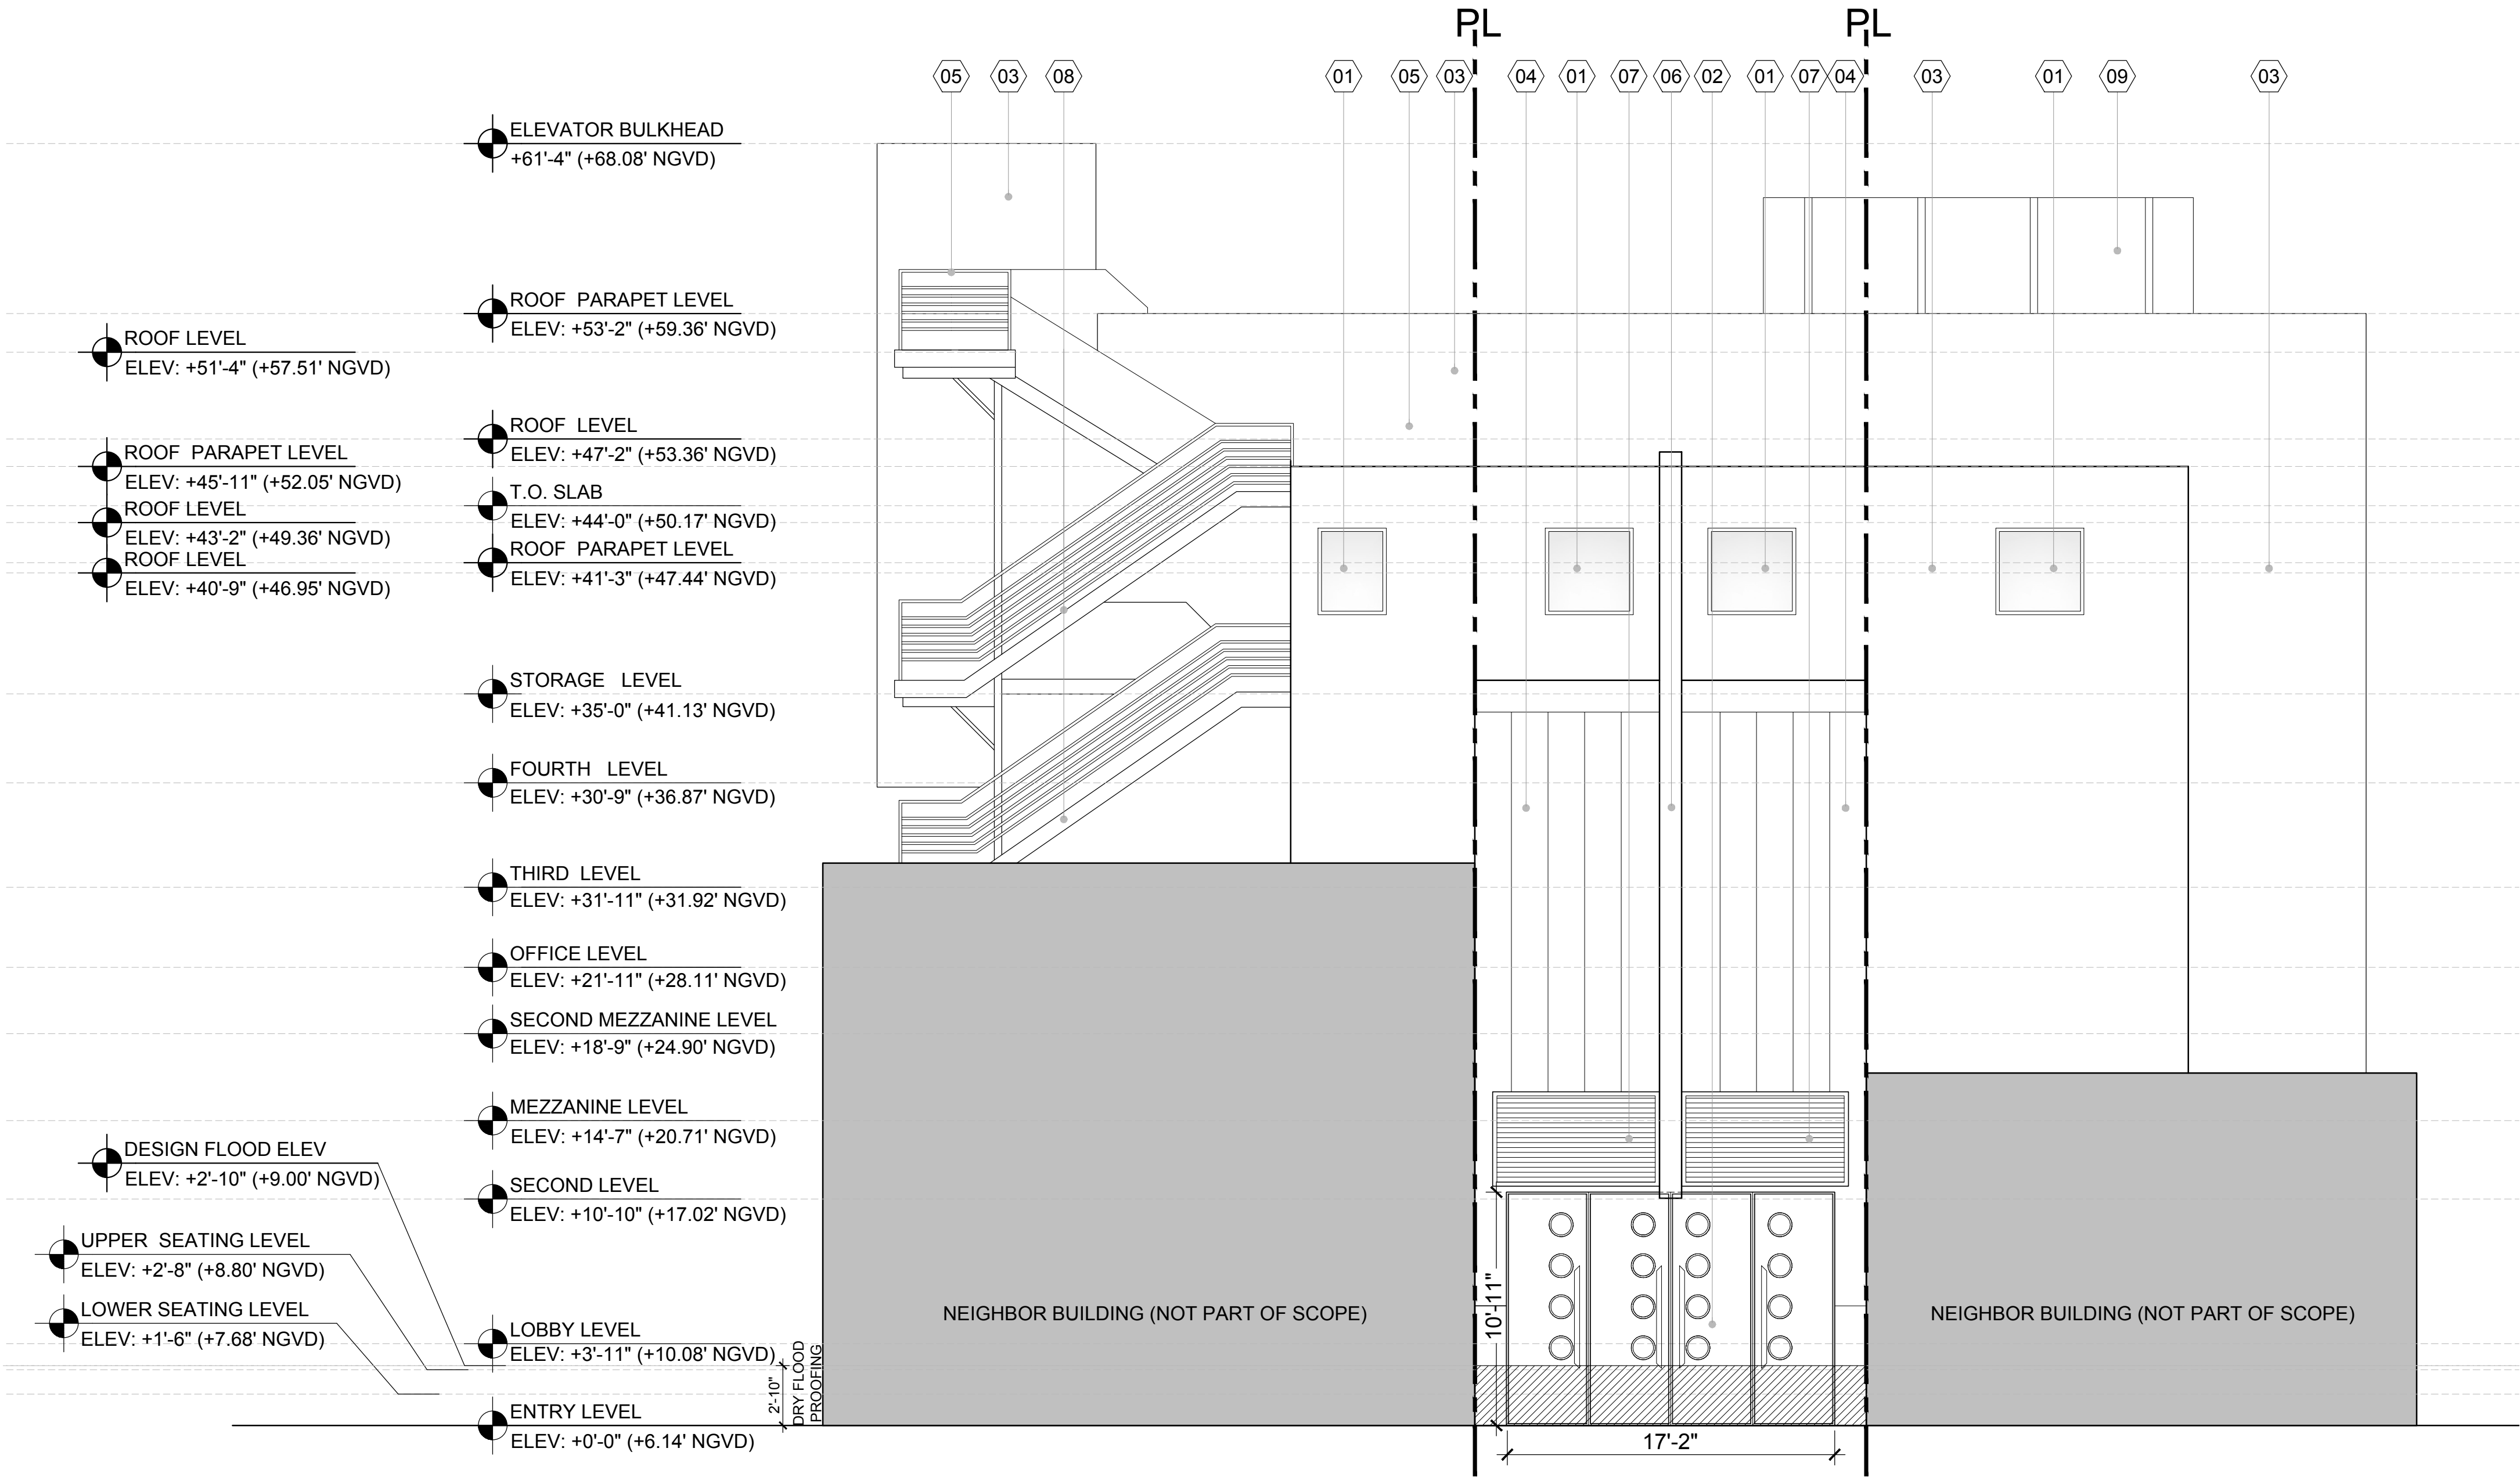 PL PL
05 03 08 01 05 03 04 01 07 06 02 01 07 04 03 01 09 03
ELEVATOR BULKHEAD
+61'-4" (+68.08' NGVD)
ROOF PARAPET LEVEL
ELEV: +53'-2" (+59.36' NGVD)
ROOF LEVEL
ELEV: +51'-4" (+57.51' NGVD)
ROOF LEVEL
ELEV: +47'-2" (+53.36' NGVD)
ROOF PARAPET LEVEL
ELEV: +45'-11" (+52.05' NGVD)
T.O. SLAB
ELEV: +44'-0" (+50.17' NGVD)
ROOF LEVEL
ELEV: +43'-2" (+49.36' NGVD)
ROOF PARAPET LEVEL
ELEV: +41'-3" (+47.44' NGVD)
ROOF LEVEL
ELEV: +40'-9" (+46.95' NGVD)
STORAGE LEVEL
ELEV: +35'-0" (+41.13' NGVD)
FOURTH LEVEL
ELEV: +30'-9" (+36.87' NGVD)
THIRD LEVEL
ELEV: +31'-11" (+31.92' NGVD)
OFFICE LEVEL
ELEV: +21'-11" (+28.11' NGVD)
SECOND MEZZANINE LEVEL
ELEV: +18'-9" (+24.90' NGVD)
MEZZANINE LEVEL
ELEV: +14'-7" (+20.71' NGVD)
DESIGN FLOOD ELEV
ELEV: +2'-10" (+9.00' NGVD)
SECOND LEVEL
ELEV: +10'-10" (+17.02' NGVD)
UPPER SEATING LEVEL
ELEV: +2'-8" (+8.80' NGVD)
LOWER SEATING LEVEL
ELEV: +1'-6" (+7.68' NGVD)
LOBBY LEVEL
ELEV: +3'-11" (+10.08' NGVD)
ENTRY LEVEL
ELEV: +0'-0" (+6.14' NGVD)
2'-10"
DRY FLOOD
PROOFING
NEIGHBOR BUILDING (NOT PART OF SCOPE)
10'-11"
17'-2"
NEIGHBOR BUILDING (NOT PART OF SCOPE)